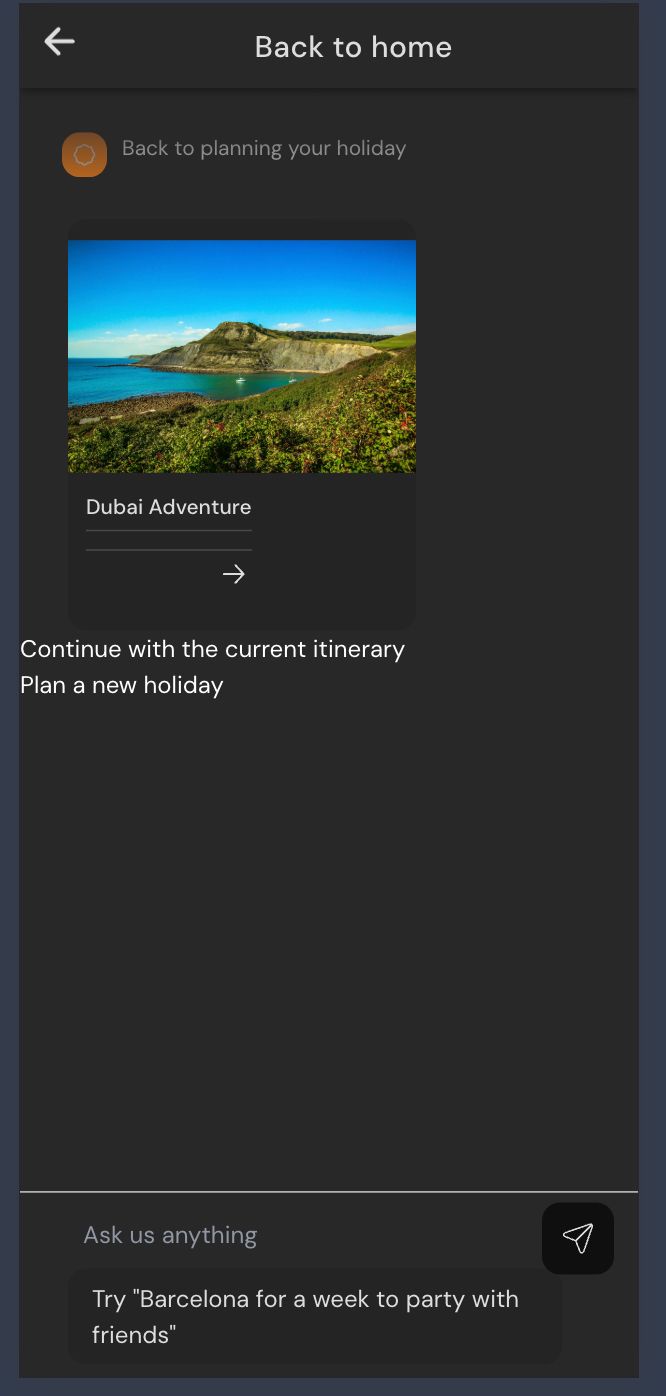 Back to home
Back to planning your holiday
Dubai Adventure
Continue with the current itinerary
Plan a new holiday
Ask us anything
Try "Barcelona for a week to party with
friends"